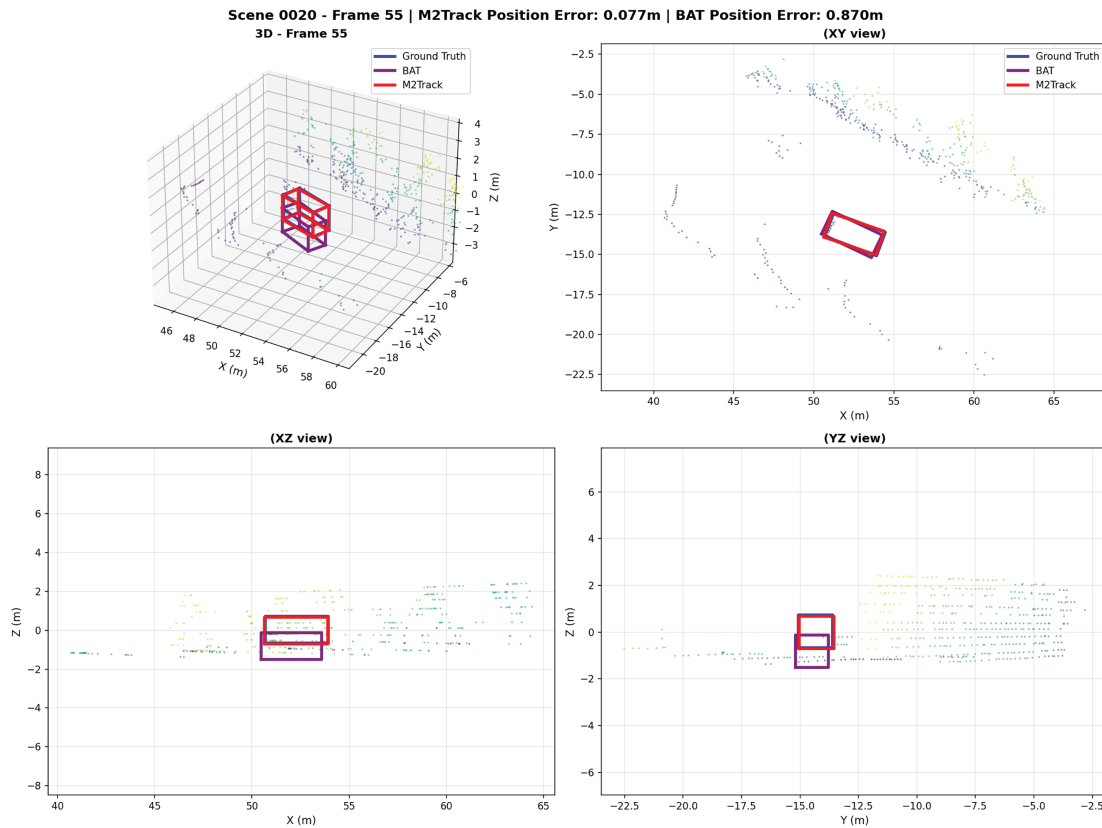 Scene 0020 - Frame 55 | M2Track Position Error: 0.077m | BAT Position Error: 0.870m
3D - Frame 55
Ground Truth
BAT
M2Track
4
3
2
1
0
−1
−2
−3
Z (m)
46
48
50
52
54
56
58
60
X (m)
−20
−18
−16
−14
−12
−10
−8
−6
Y (m)
(XY view)
Ground Truth
BAT
M2Track
−2.5
−5.0
−7.5
−10.0
−12.5
−15.0
−17.5
−20.0
−22.5
Y (m)
40 45 50 55 60 65
X (m)
(XZ view)
8
6
4
2
0
−2
−4
−6
−8
Z (m)
40 45 50 55 60 65
X (m)
(YZ view)
6
4
2
0
−2
−4
−6
Z (m)
−22.5 −20.0 −17.5 −15.0 −12.5 −10.0 −7.5 −5.0 −2.5
Y (m)